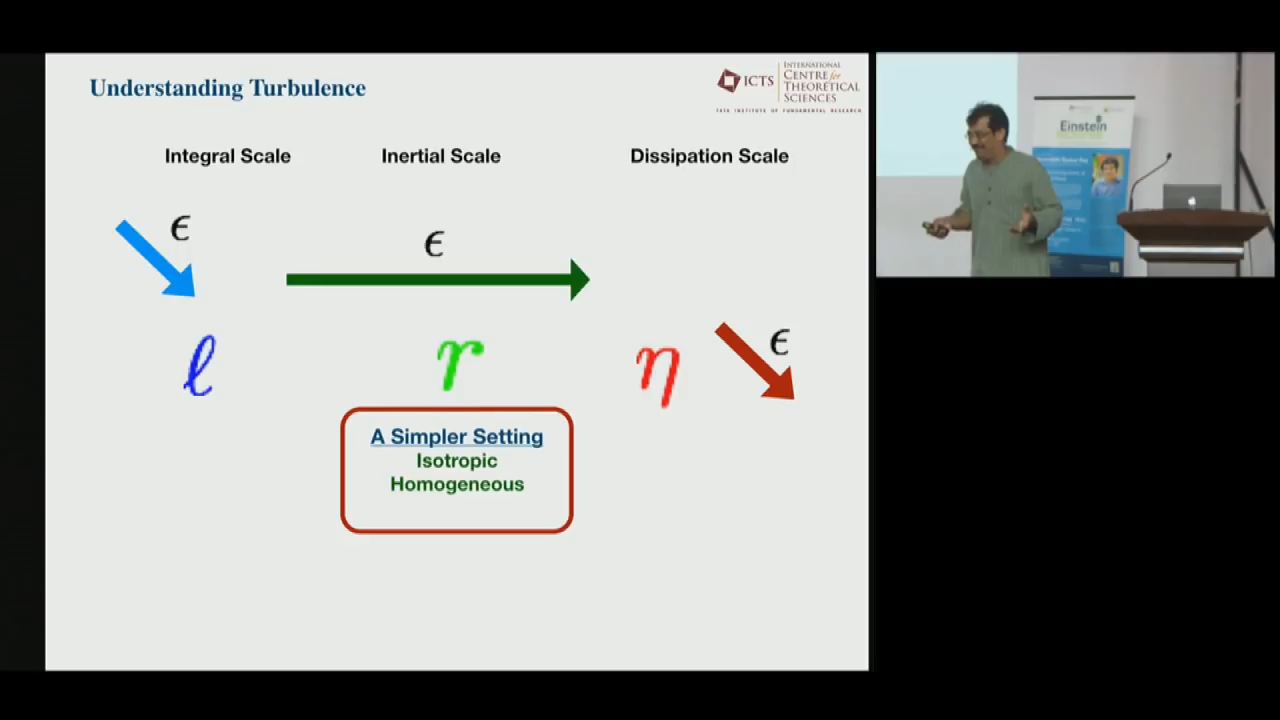 Understanding Turbulence
ICTS
INTERNATIONAL
CENTRE for
THEORETICAL
SCIENCES
TATA INSTITUTE OF FUNDAMENTAL RESEARCH
Integral Scale
Inertial Scale
Dissipation Scale
ϵ
ϵ
ϵ
ℓ
r
η
A Simpler Setting
Isotropic
Homogeneous
Einstein